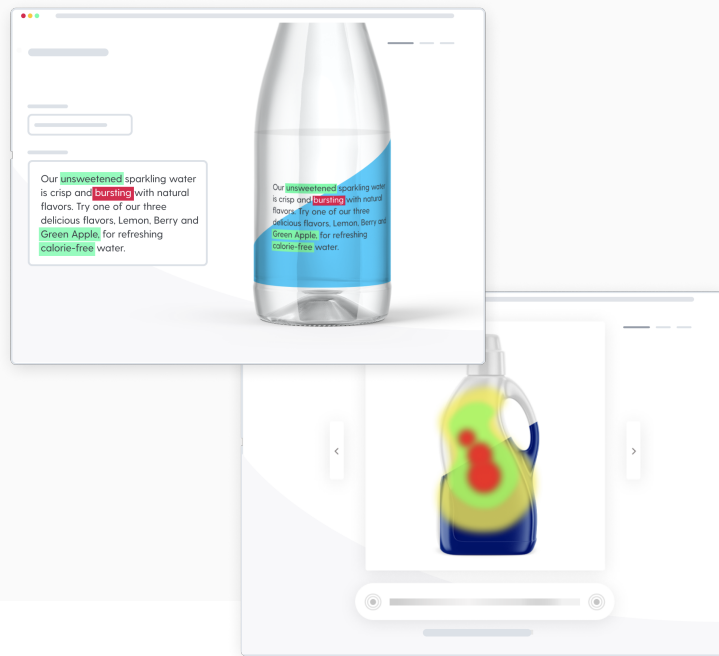 Our unsweetened sparkling water
is crisp and bursting with natural
flavors. Try one of our three
delicious flavors, Lemon, Berry and
Green Apple, for refreshing
calorie-free water.
Our unsweetened sparkling water
is crisp and bursting with natural
flavors. Try one of our three
delicious flavors, Lemon, Berry and
Green Apple, for refreshing
calorie-free water.